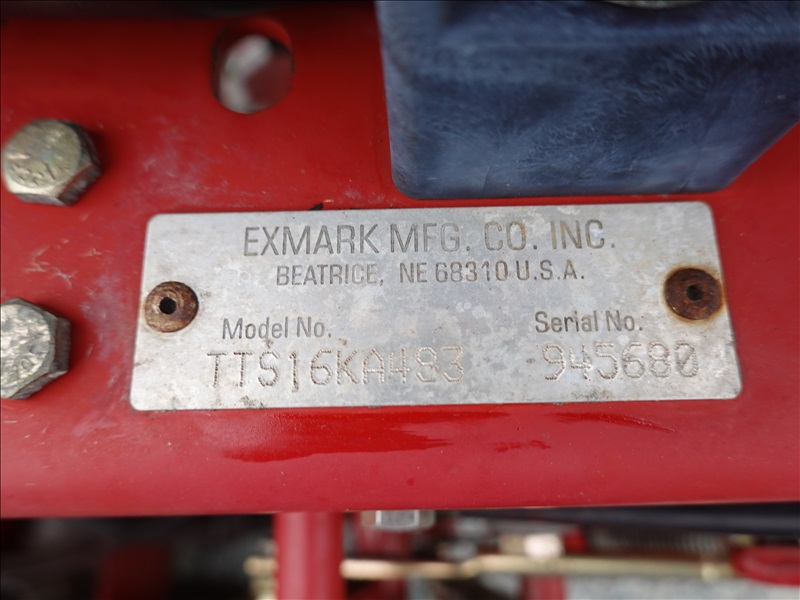 EXMARK MFG. CO. INC.
BEATRICE, NE 68310 U.S.A.
Model No. Serial No.
TTS16KA483 945680